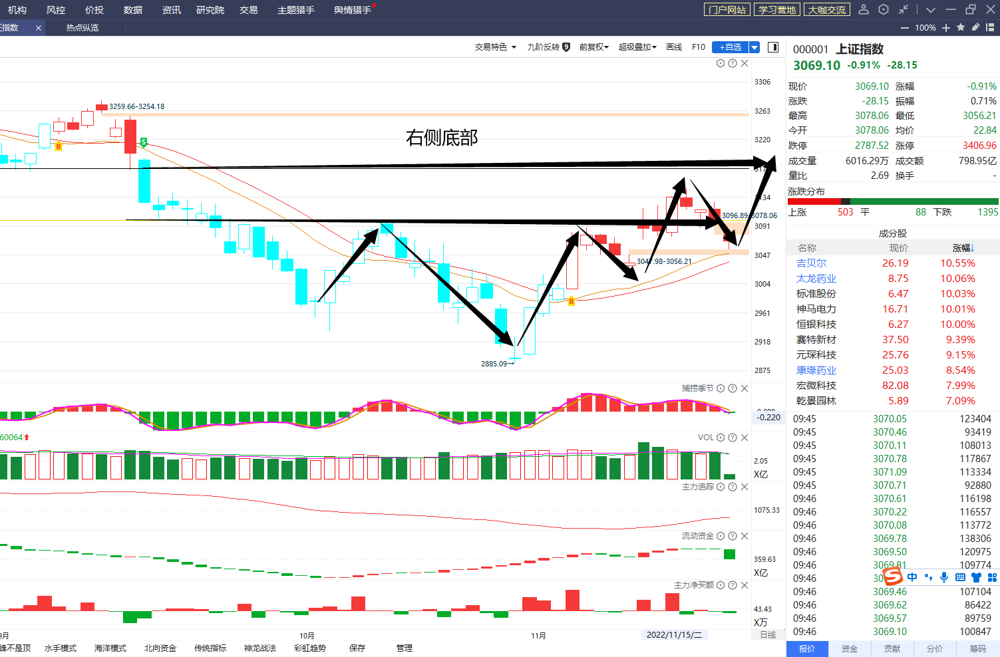 机构 风控 价投 数据 资讯 研究院 交易 主题猎手 舆情猎手 门户网站 学习营地 大咖交流
正指数 × 热点纵览 100%
交易特色 九阶反转 9 前复权 超级叠加 画线 F10 +自选
3306
3259.66-3254.18
3263
右侧底部
B
S
3220
3134
3096.89-3078.06
3091
3047
3047.98-3056.21
3004
B
2961
2918
2885.09→
2875
捕捞季节
-0.220
60064
VOL
2.05
X亿
主力追踪
1075.33
流动资金
359.63
X亿
主力净买额
43.43
X万
9月 10月 11月 2022/11/15/二 日线
峰不是顶 水手模式 海洋模式 北向资金 传统指标 神龙战法 彩虹趋势 保存 管理
000001 上证指数
3069.10 -0.91% -28.15
现价 3069.10 涨幅 -0.91%
涨跌 -28.15 振幅 0.71%
最高 3078.06 最低 3056.21
今开 3078.06 均价 22.84
跌停 2787.52 涨停 3406.96
成交量 6016.29万 成交额 798.95亿
量比 2.69 换手 -
涨跌分布
上涨 503 平 88 下跌 1395
成分股
名称 现价 涨幅↓
吉贝尔 26.19 10.55%
太龙药业 8.75 10.06%
标准股份 6.47 10.03%
神马电力 16.71 10.01%
恒银科技 6.27 10.00%
赛特新材 37.50 9.39%
元琛科技 25.76 9.15%
康缘药业 25.03 8.54%
宏微科技 82.08 7.99%
乾景园林 5.89 7.09%
09:45 3070.05 123404
09:45 3070.46 93419
09:45 3070.11 108013
09:45 3070.78 117867
09:45 3071.09 113334
09:45 3070.71 92880
09:46 3070.61 116198
09:46 3070.22 116557
09:46 3070.08 113772
09:46 3069.78 138306
09:46 3069.50 120975
09:46 3069.81 109774
09:46 中
09:46 3069.46 107104
09:46 3069.62 86422
09:46 3069.57 89759
09:46 3069.10 100847
报价 资金 贡献 分价 筹码